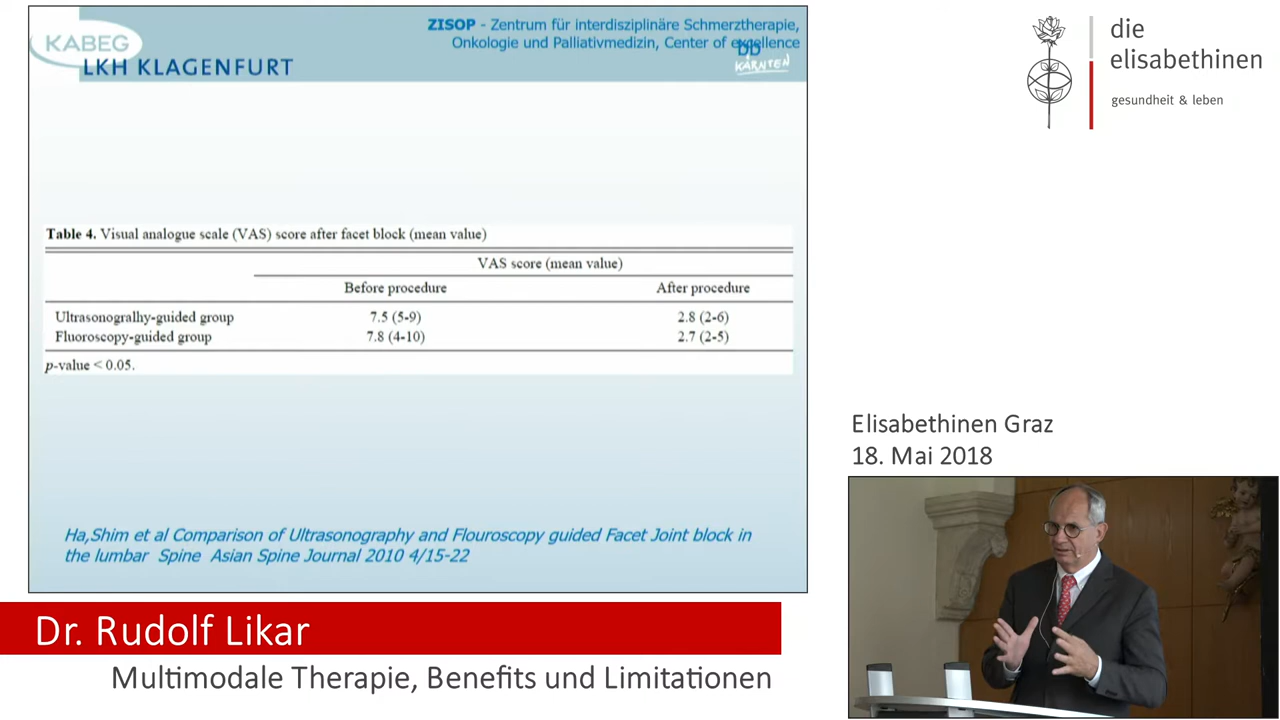 KABEG
LKH KLAGENFURT
ZISOP - Zentrum für interdisziplinäre Schmerztherapie,
Onkologie und Palliativmedizin, Center of excellence
KÄRNTEN
die
elisabethinen
gesundheit & leben
Table 4. Visual analogue scale (VAS) score after facet block (mean value)
VAS score (mean value)
Before procedure After procedure
Ultrasonogralhy-guided group 7.5 (5-9) 2.8 (2-6)
Fluoroscopy-guided group 7.8 (4-10) 2.7 (2-5)
p-value < 0.05.
Ha,Shim et al Comparison of Ultrasonography and Flouroscopy guided Facet Joint block in
the lumbar Spine Asian Spine Journal 2010 4/15-22
Elisabethinen Graz
18. Mai 2018
Dr. Rudolf Likar
Multimodale Therapie, Benefits und Limitationen